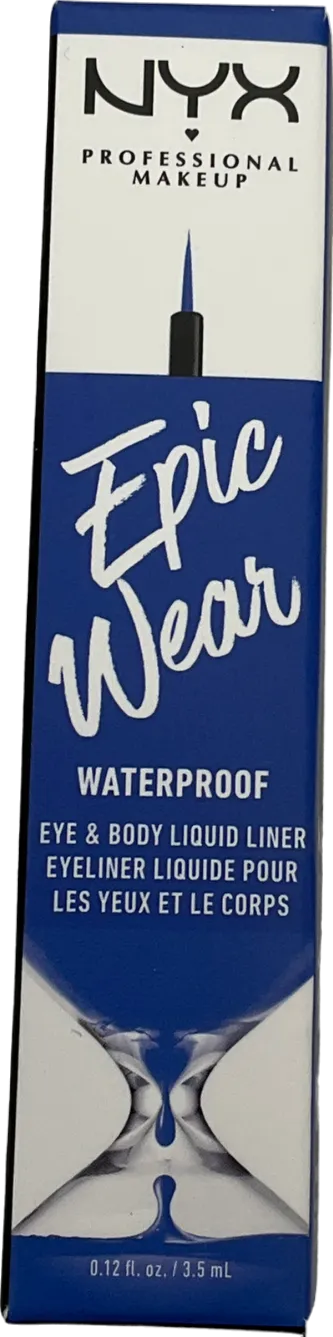 NYX
PROFESSIONAL
MAKEUP
Epic
Wear
WATERPROOF
EYE & BODY LIQUID LINER
EYELINER LIQUIDE POUR
LES YEUX ET LE CORPS
0.12 fl. oz. / 3.5 mL